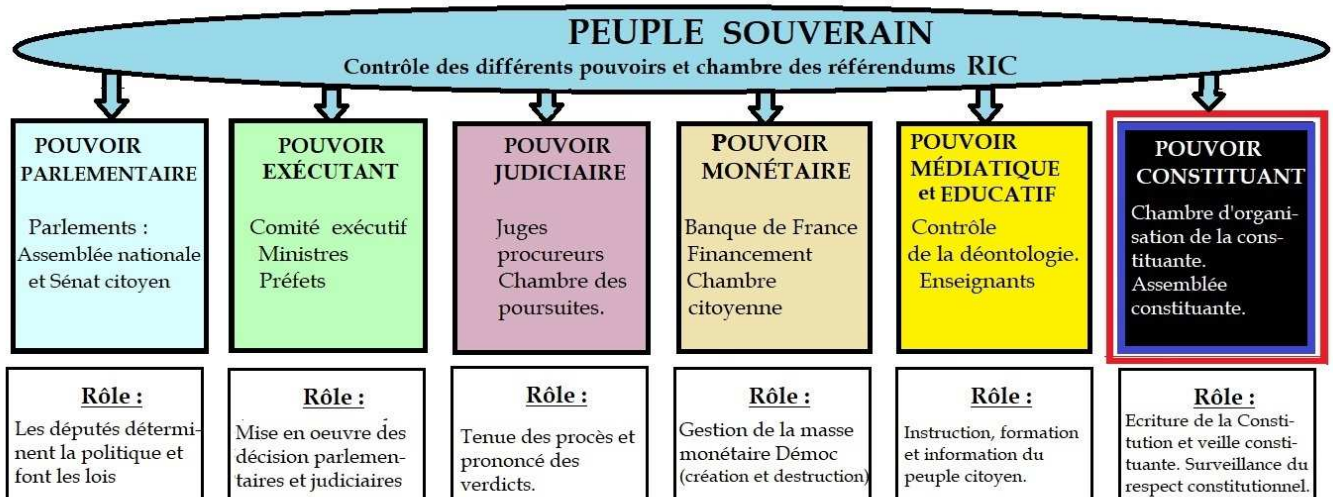 PEUPLE SOUVERAIN
Contrôle des différents pouvoirs et chambre des référendums RIC
POUVOIR
PARLEMENTAIRE
Parlements :
Assemblée nationale
et Sénat citoyen
POUVOIR
EXÉCUTANT
Comité exécutif
Ministres
Préfets
POUVOIR
JUDICIAIRE
Juges
procureurs
Chambre des
poursuites.
POUVOIR
MONÉTAIRE
Banque de France
Financement
Chambre
citoyenne
POUVOIR
MÉDIATIQUE
et EDUCATIF
Contrôle
de la déontologie.
Enseignants
POUVOIR
CONSTITUANT
Chambre d'organi-
sation de la cons-
tituante.
Assemblée
constituante.
Rôle :
Les députés détermi-
nent la politique et
font les lois
Rôle :
Mise en oeuvre des
décision parlemen-
taires et judiciaires
Rôle :
Tenue des procès et
prononcé des
verdicts.
Rôle :
Gestion de la masse
monétaire Démoc
(création et destruction)
Rôle :
Instruction, formation
et information du
peuple citoyen.
Rôle :
Ecriture de la Consti-
tution et veille consti-
tuante. Surveillance du
respect constitutionnel.